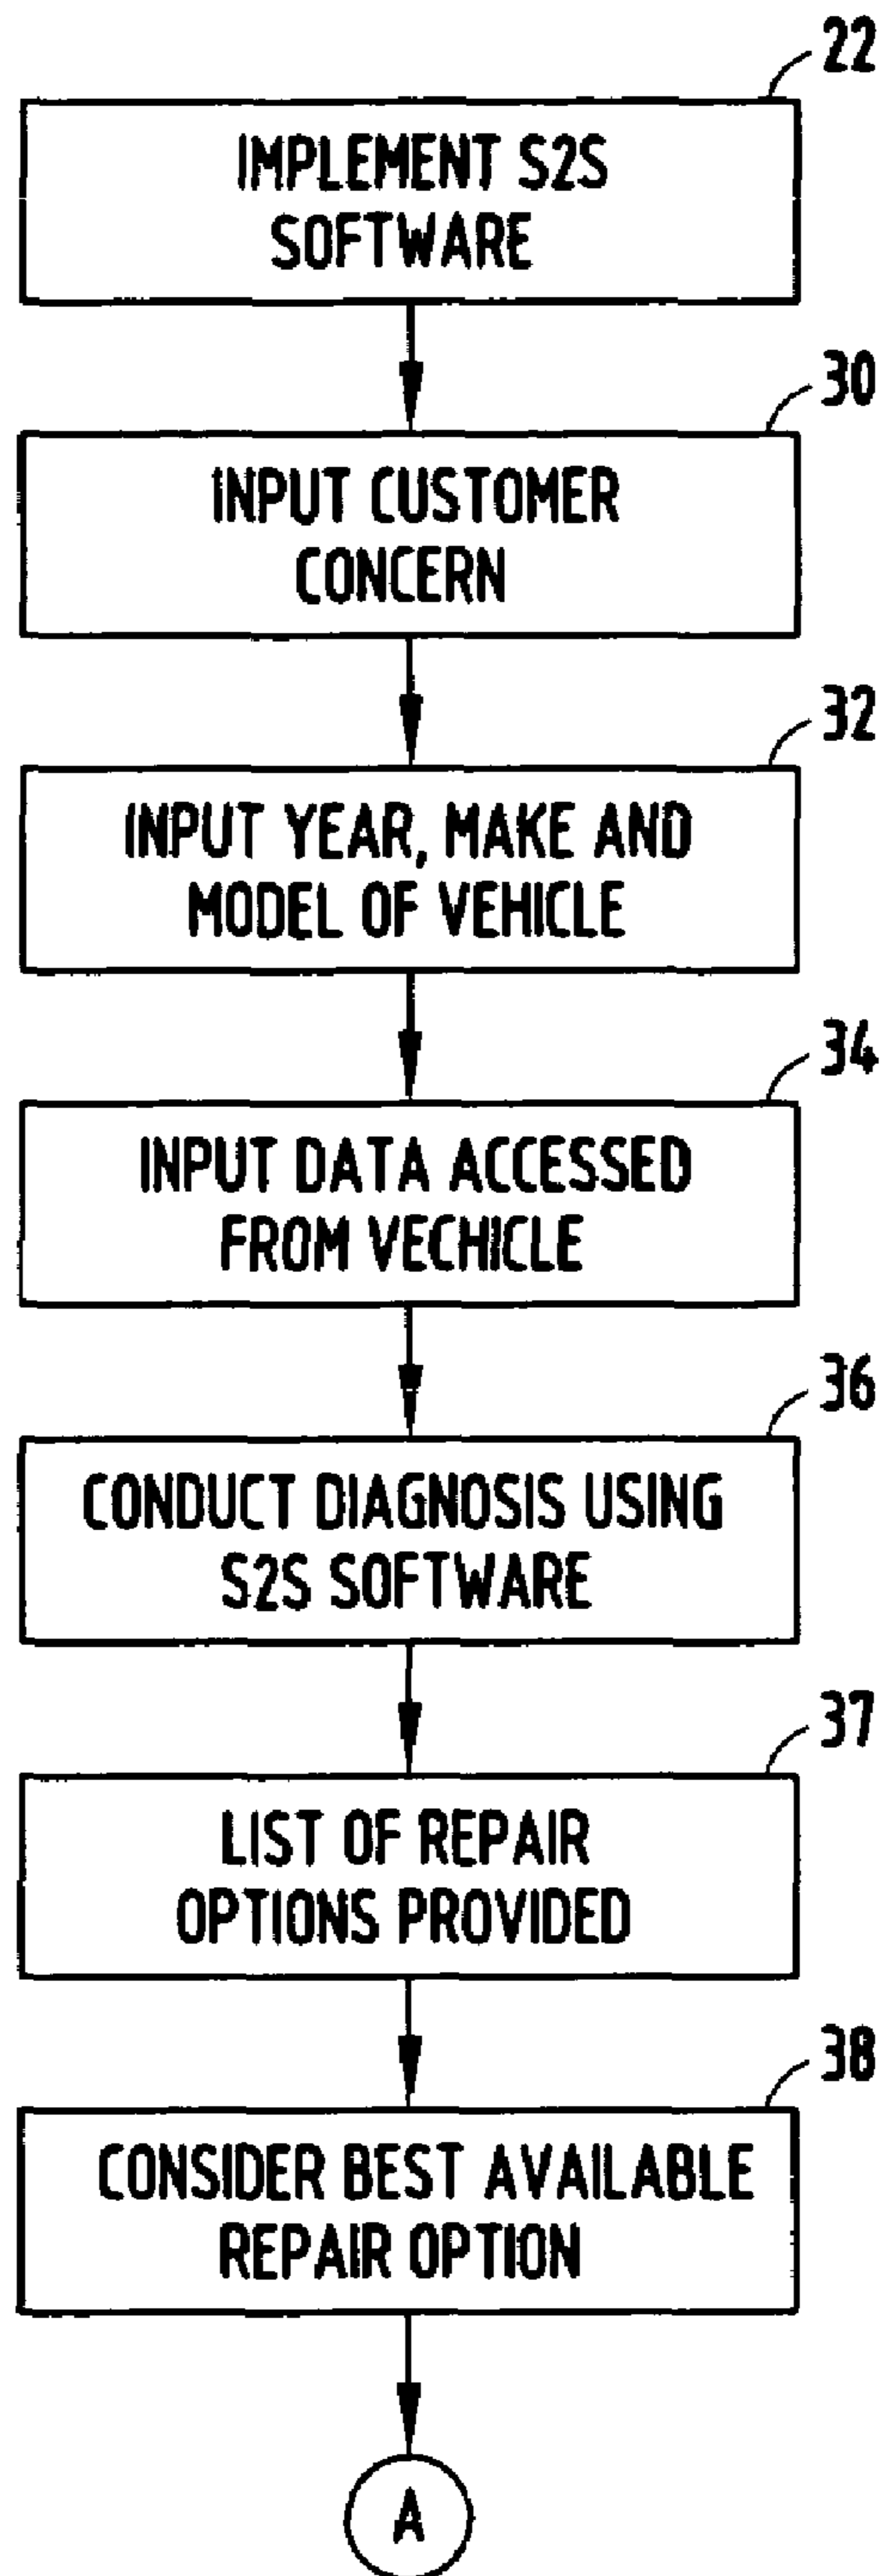 22
IMPLEMENT S2S
SOFTWARE
30
INPUT CUSTOMER
CONCERN
32
INPUT YEAR, MAKE AND
MODEL OF VEHICLE
34
INPUT DATA ACCESSED
FROM VECHICLE
36
CONDUCT DIAGNOSIS USING
S2S SOFTWARE
37
LIST OF REPAIR
OPTIONS PROVIDED
38
CONSIDER BEST AVAILABLE
REPAIR OPTION
A